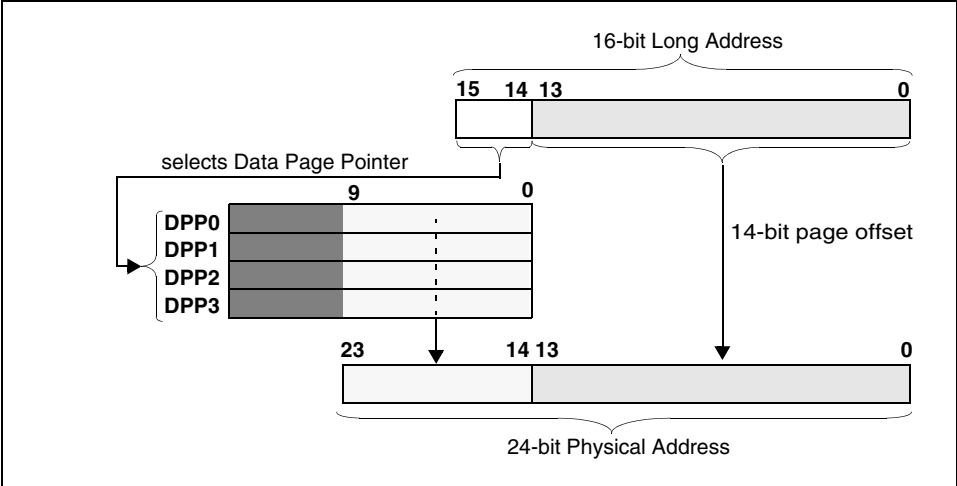 16-bit Long Address
15 14 13 0
selects Data Page Pointer
9 0
DPP0
DPP1
DPP2
DPP3
14-bit page offset
23 14 13 0
24-bit Physical Address